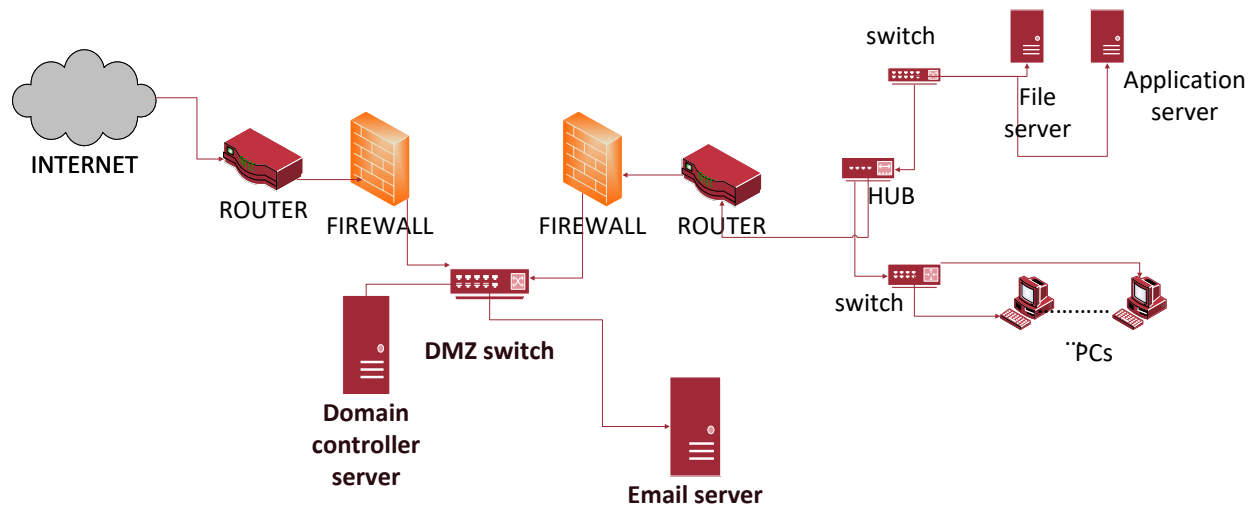 switch
File
server
Application
server
INTERNET
ROUTER
FIREWALL
FIREWALL
ROUTER
HUB
switch
…………
…
PCs
DMZ switch
Domain
controller
server
Email server